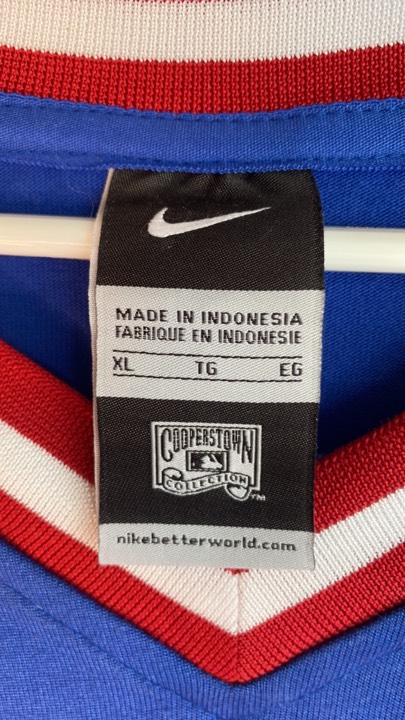 MADE IN INDONESIA
FABRIQUE EN INDONESIE
XL TG EG
COOPERSTOWN
COLLECTION
TM
nikebetterworld.com